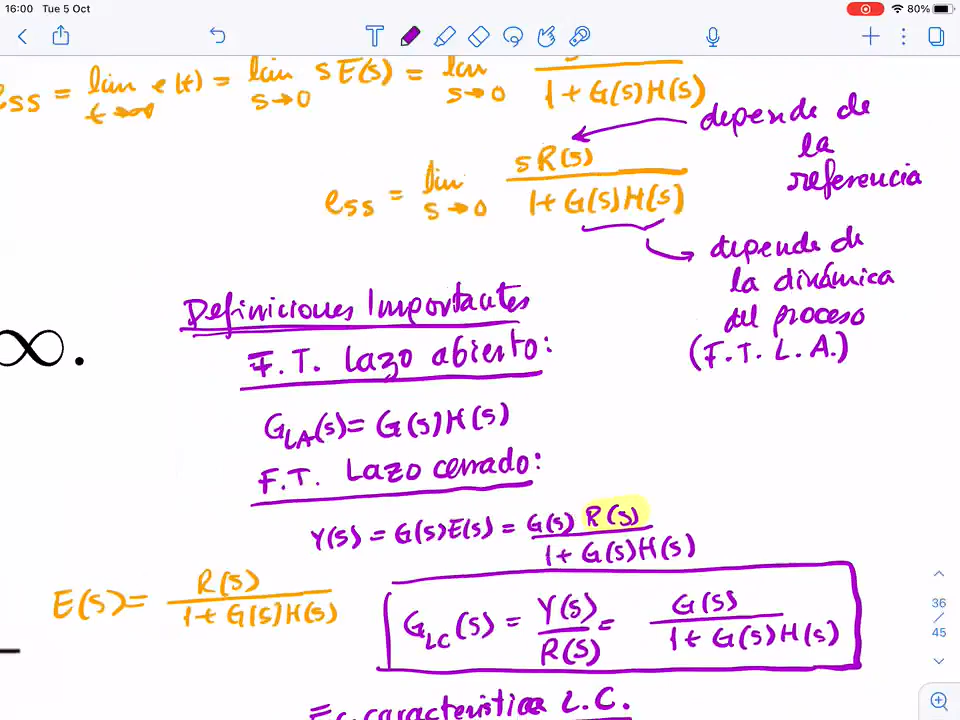 16:00 Tue 5 Oct 80%
ess = lim t→∞ e(t) = lim s→0 sE(s) = lim s→0 1+G(s)H(s)
depende de
la
referencia
ess = lim s→0 sR(s) / 1+G(s)H(s)
depende de
la dinámica
del proceso
(F.T. L. A.)
Definiciones Importantes
∞.
F.T. Lazo abierto:
GLA(s)= G(s)H(s)
F.T. Lazo cerrado:
Y(s) = G(s)E(s) = G(s) R(s) / 1+G(s)H(s)
E(s)= R(s) / 1+G(s)H(s)
GLC(s) = Y(s) / R(s) = G(s) / 1+G(s)H(s)
36
/
45
Ec. característica L.C.